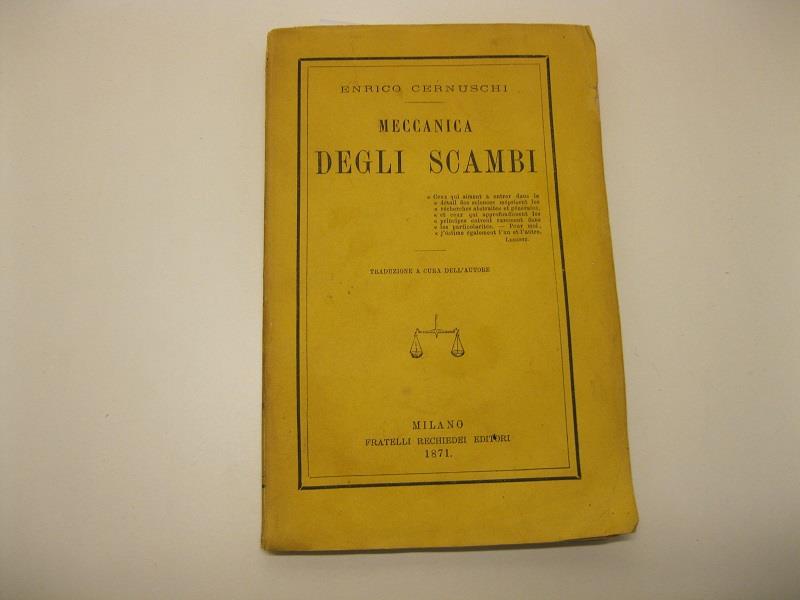 ENRICO CERNUSCHI
MECCANICA
DEGLI SCAMBI
« Ceux qui aiment à entrer dans le
« détail des sciences méprisent les
« recherches abstraites et générales,
« et ceux qui approfondissent les
« principes entrent rarement dans
« les particularités. — Pour moi,
« j'estime également l'un et l'autre.
LEIBNITZ.
TRADUZIONE A CURA DELL'AUTORE
MILANO
FRATELLI RECHIEDEI EDITORI
1871.